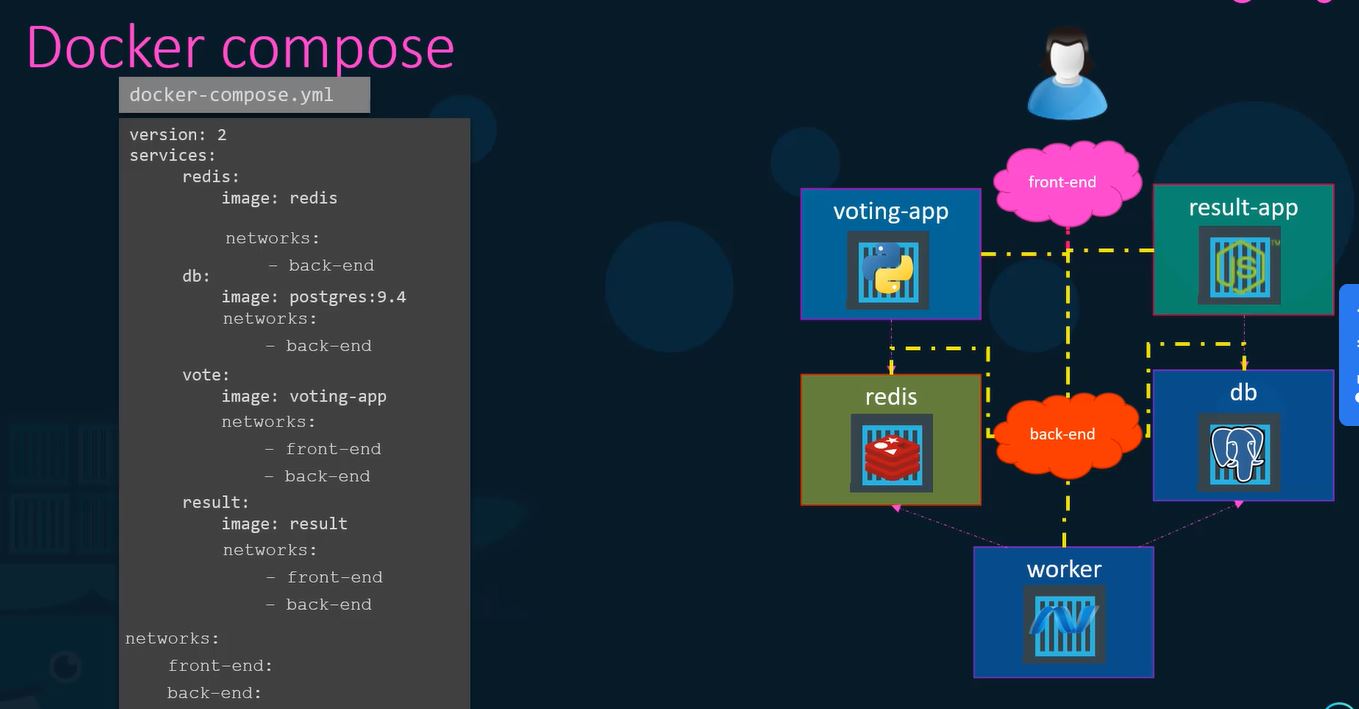 Docker compose
docker-compose.yml
version: 2
services:
redis:
image: redis
networks:
- back-end
db:
image: postgres:9.4
networks:
- back-end
vote:
image: voting-app
networks:
- front-end
- back-end
result:
image: result
networks:
- front-end
- back-end
networks:
front-end:
back-end:
front-end
voting-app
result-app
JS
TM
redis
back-end
db
worker